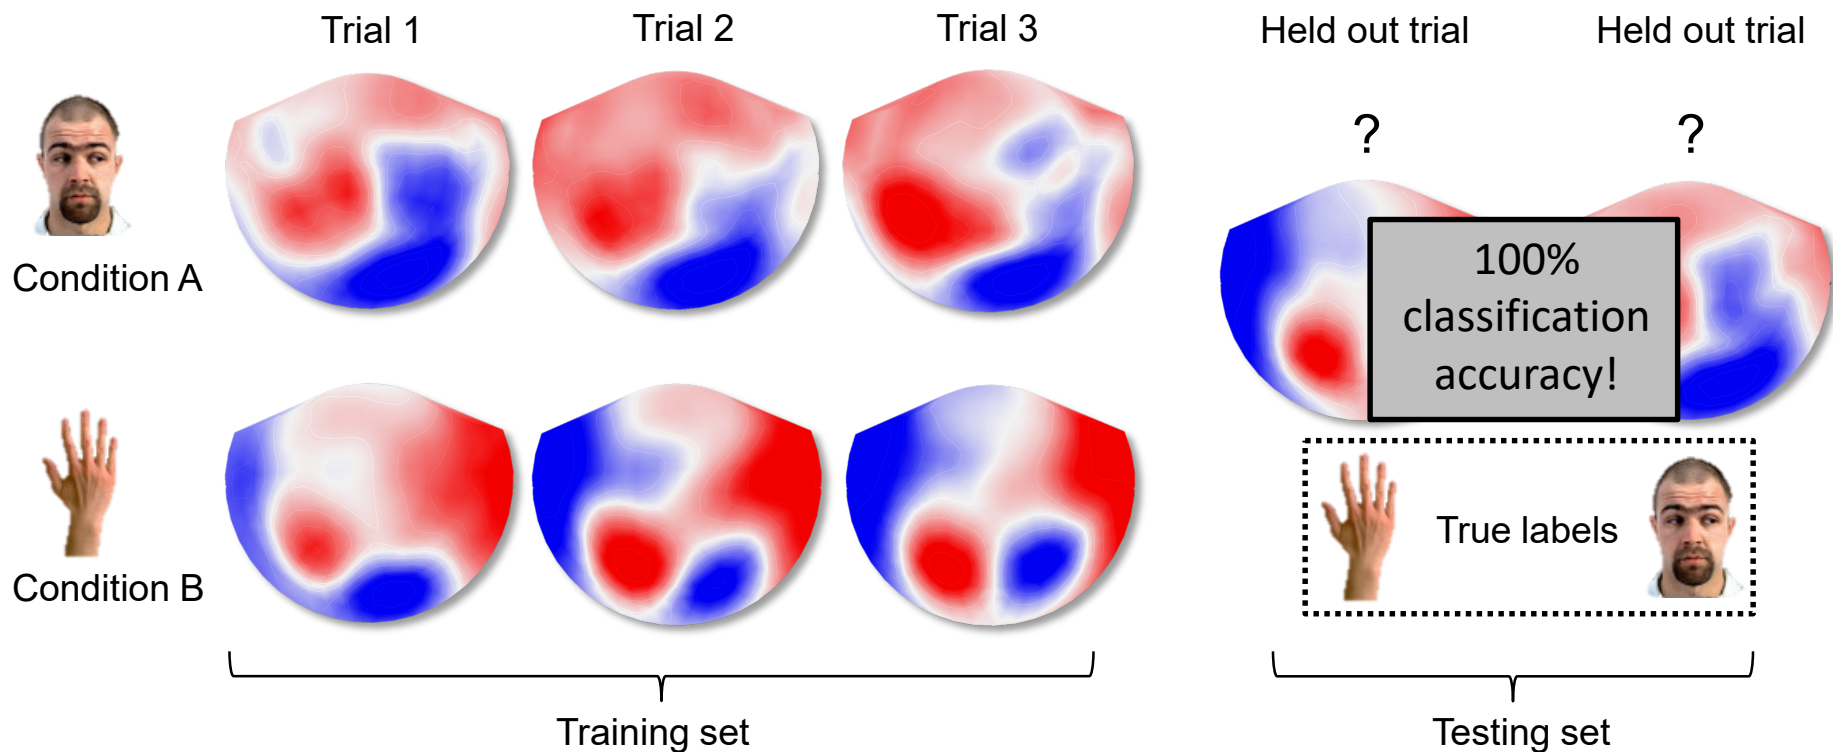 Trial 1
Trial 2
Trial 3
Held out trial
Held out trial
?
?
Condition A
100%
classification
accuracy!
Condition B
True labels
Training set
Testing set